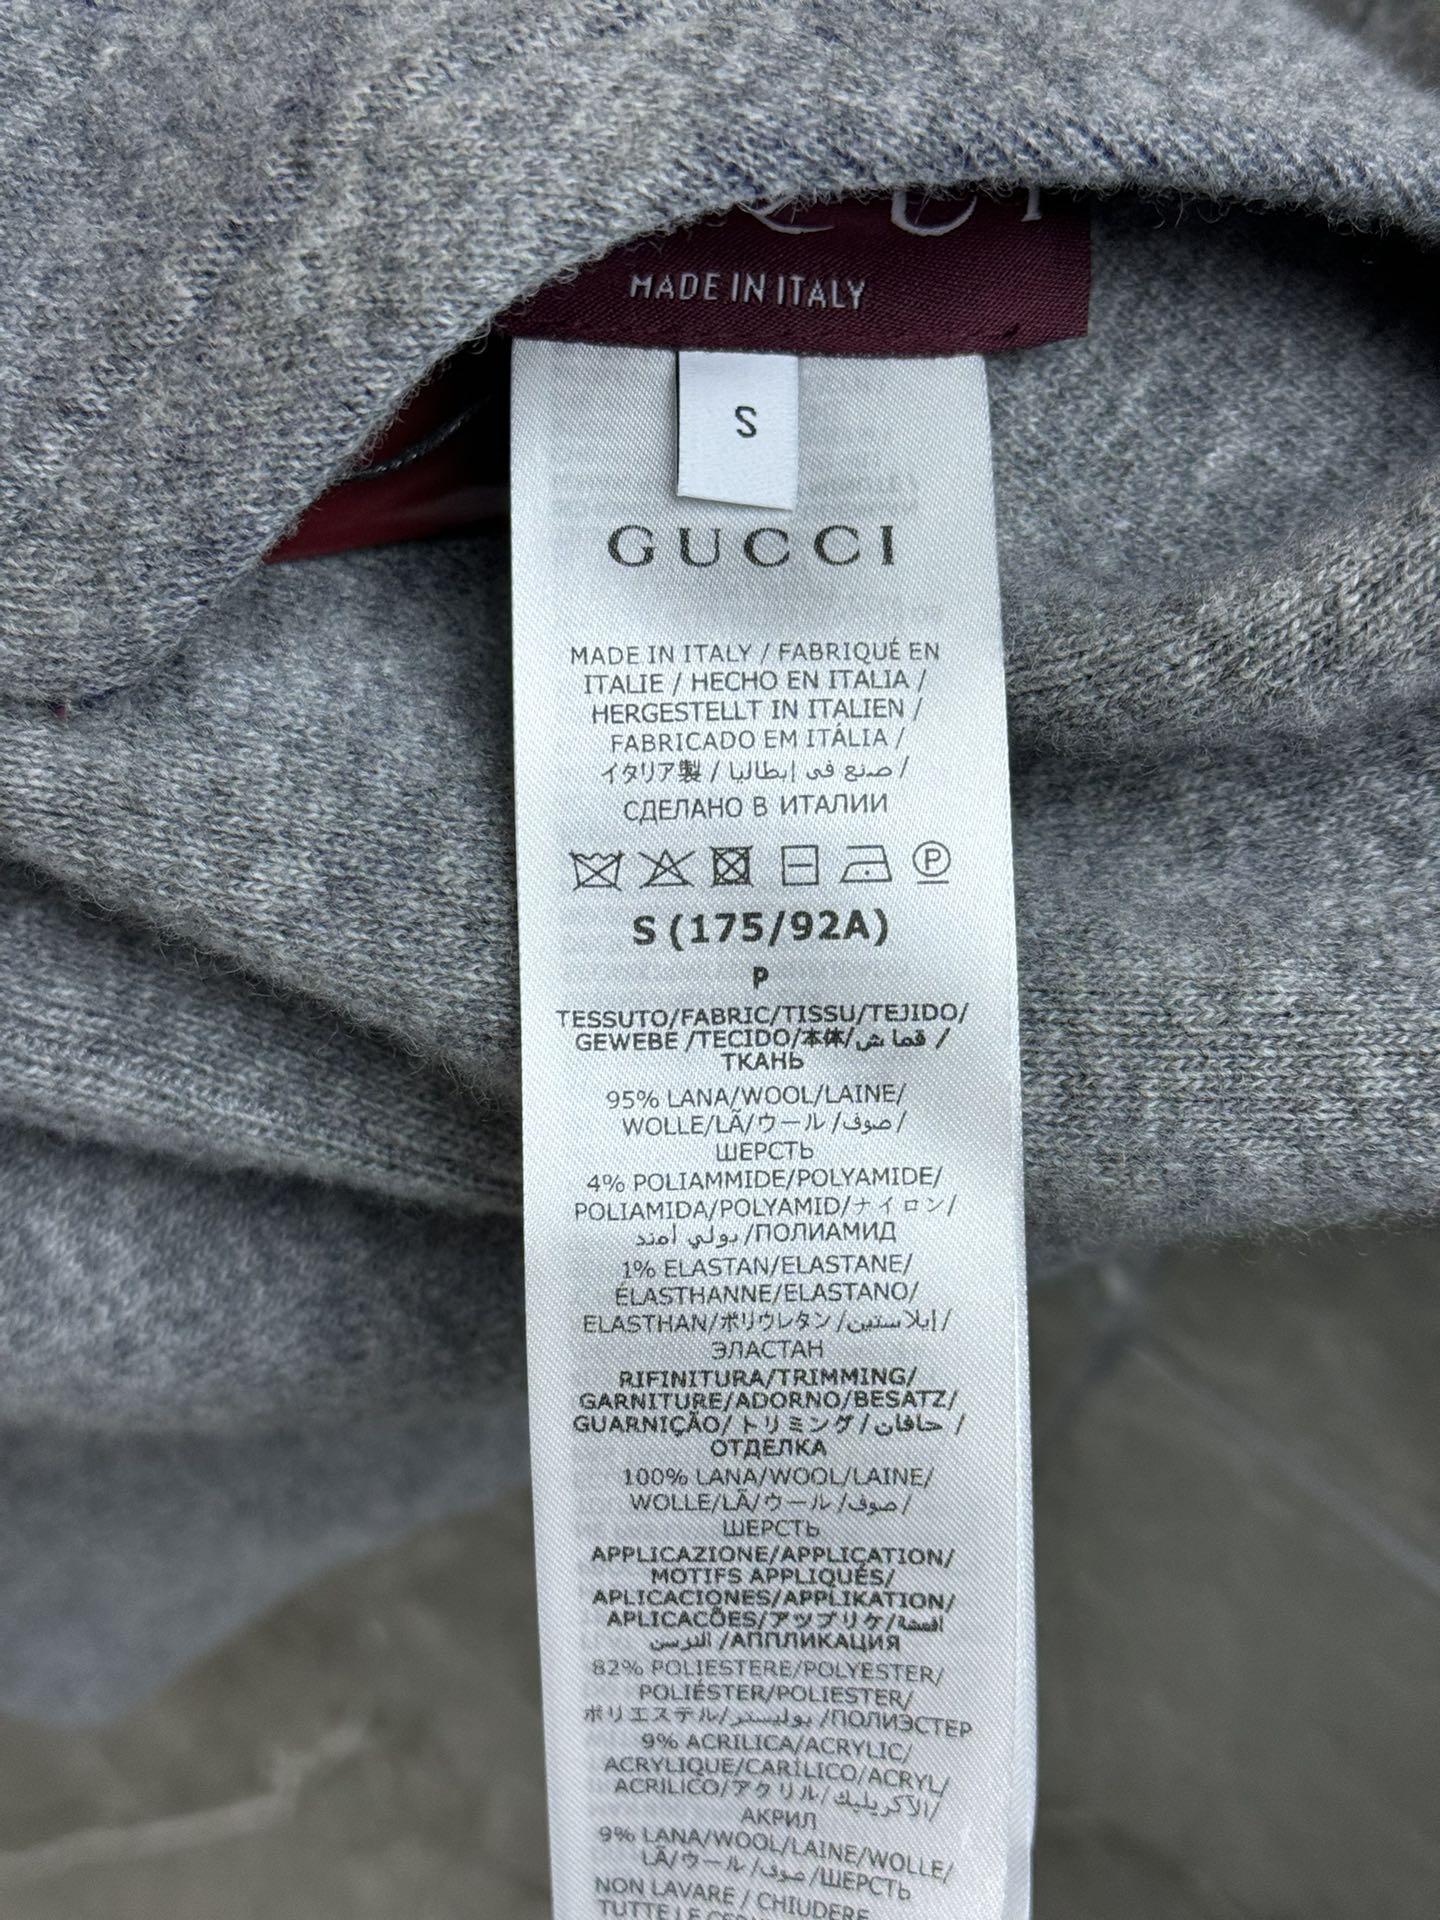 MADE IN ITALY
S
GUCCI
MADE IN ITALY / FABRIQUÉ EN
ITALIE / HECHO EN ITALIA /
HERGESTELLT IN ITALIEN /
FABRICADO EM ITÁLIA /
イタリア製 / صنع في إيطاليا /
СДЕЛАНО В ИТАЛИИ
P
S (175/92A)
P
TESSUTO/FABRIC/TISSU/TEJIDO/
GEWEBE /TECIDO/本体/قماش /
ТКАНЬ
95% LANA/WOOL/LAINE/
WOLLE/LÃ/ウール /صوف/
ШЕРСТЬ
4% POLIAMMIDE/POLYAMIDE/
POLIAMIDA/POLYAMID/ナイロン/
بولي أمند /ПОЛИАМИД
1% ELASTAN/ELASTANE/
ÉLASTHANNE/ELASTANO/
ELASTHAN/ポリウレタン /إيلاستين/
ЭЛАСТАН
RIFINITURA/TRIMMING/
GARNITURE/ADORNO/BESATZ/
GUARNIÇÃO/トリミング/حافان /
ОТДЕЛКА
100% LANA/WOOL/LAINE/
WOLLE/LÃ/ウール /صوف/
ШЕРСТЬ
APPLICAZIONE/APPLICATION/
MOTIFS APPLIQUÉS/
APLICACIONES/APPLIKATION/
APLICACÕES/アップリケ/أقمشة
/АППЛИКАЦИЯ
82% POLIESTERE/POLYESTER/
POLIÉSTER/POLIESTER/
ポリエステル/بوليستر /ПОЛИЭСТЕР
9% ACRILICA/ACRYLIC/
ACRYLIQUE/CARÍLICO/ACRYL/
ACRILICO/アクリル/الأكريليك/
АКРИЛ
9% LANA/WOOL/LAINE/WOLLE/
LÃ/ウール /صوف/ШЕРСТЬ
NON LAVARE / CHIUDERE
TUTTE LE